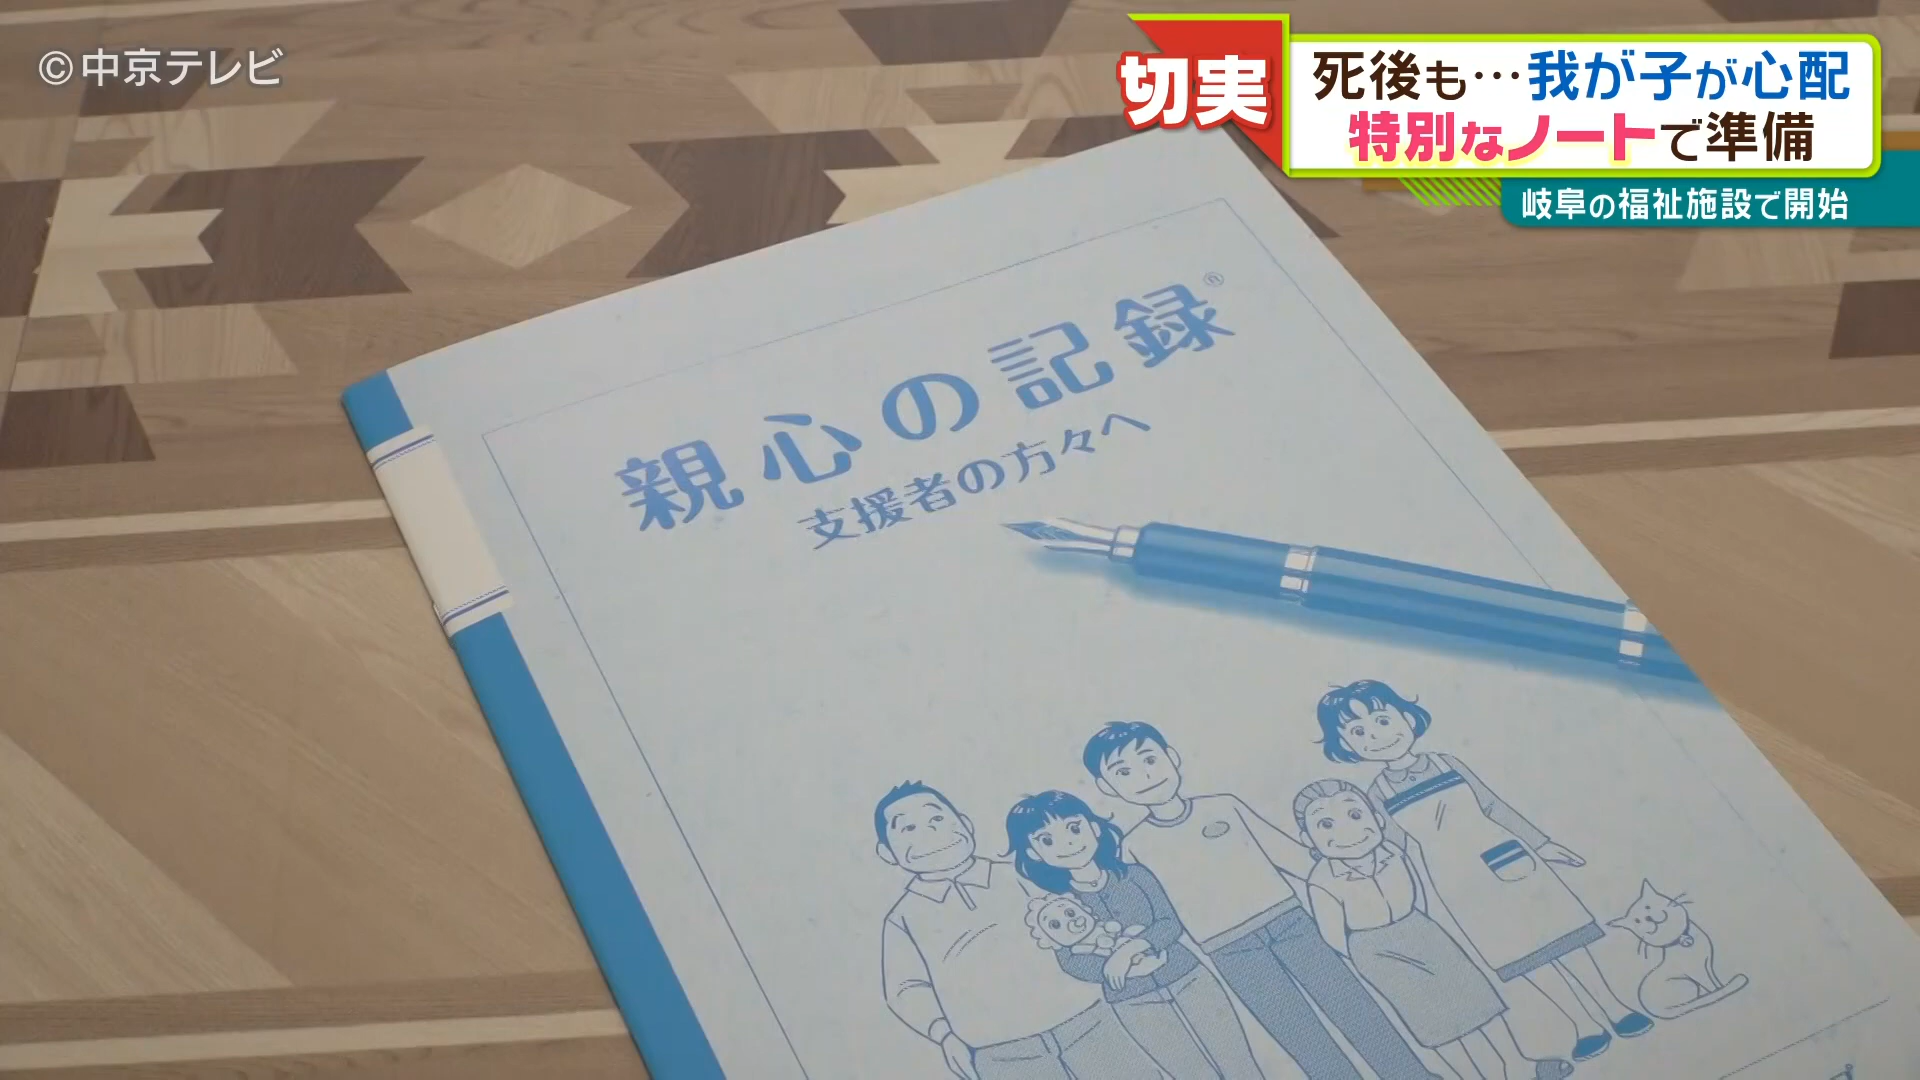 ©中京テレビ
切実
死後も…我が子が心配
特別なノートで準備
岐阜の福祉施設で開始
親心の記録®
支援者の方々へ